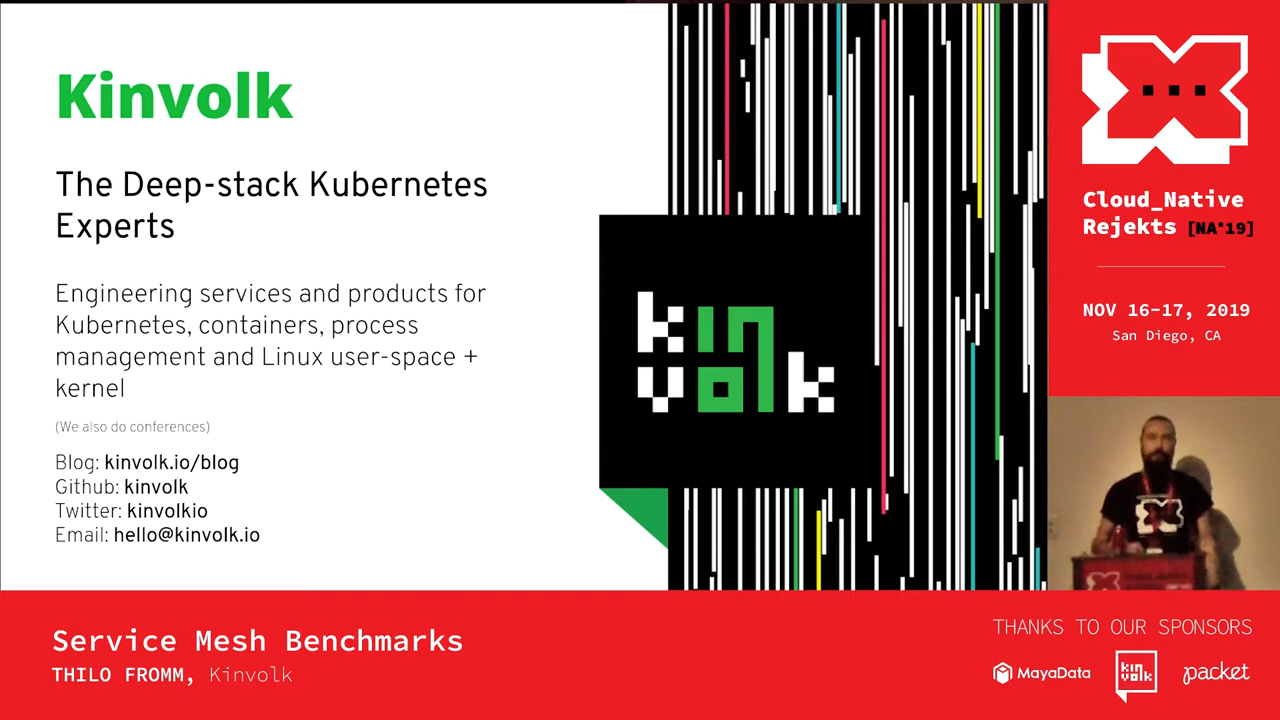 Kinvolk
The Deep-stack Kubernetes
Experts
Engineering services and products for
Kubernetes, containers, process
management and Linux user-space +
kernel
(We also do conferences)
Blog: kinvolk.io/blog
Github: kinvolk
Twitter: kinvolkio
Email: hello@kinvolk.io
kin
volk
Cloud_Native
Rejekts [NA'19]
NOV 16-17, 2019
San Diego, CA
Service Mesh Benchmarks
THILO FROMM, Kinvolk
THANKS TO OUR SPONSORS
MayaData
kin
volk
packet